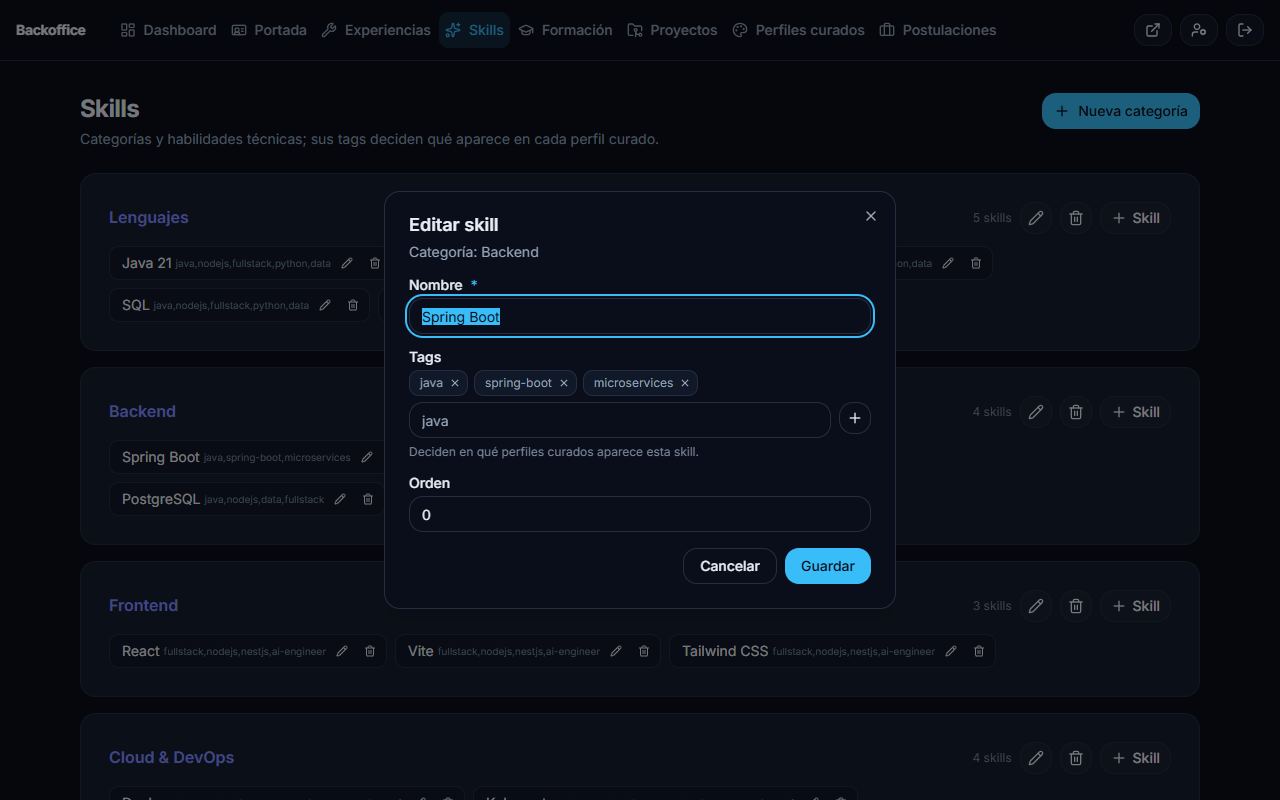 Backoffice
Dashboard
Portada
Experiencias
Skills
Formación
Proyectos
Perfiles curados
Postulaciones
Skills
Nueva categoría
Categorías y habilidades técnicas; sus tags deciden qué aparece en cada perfil curado.
Lenguajes
5 skills
Skill
Java 21 java,nodejs,fullstack,python,data
SQL java,nodejs,fullstack,python,data
Backend
4 skills
Skill
Spring Boot java,spring-boot,microservices
PostgreSQL java,nodejs,data,fullstack
Frontend
3 skills
Skill
React fullstack,nodejs,nestjs,ai-engineer
Vite fullstack,nodejs,nestjs,ai-engineer
Tailwind CSS fullstack,nodejs,nestjs,ai-engineer
Cloud & DevOps
4 skills
Skill
Editar skill
Categoría: Backend
Nombre *
Spring Boot
Tags
java
spring-boot
microservices
java
Deciden en qué perfiles curados aparece esta skill.
Orden
0
Cancelar
Guardar